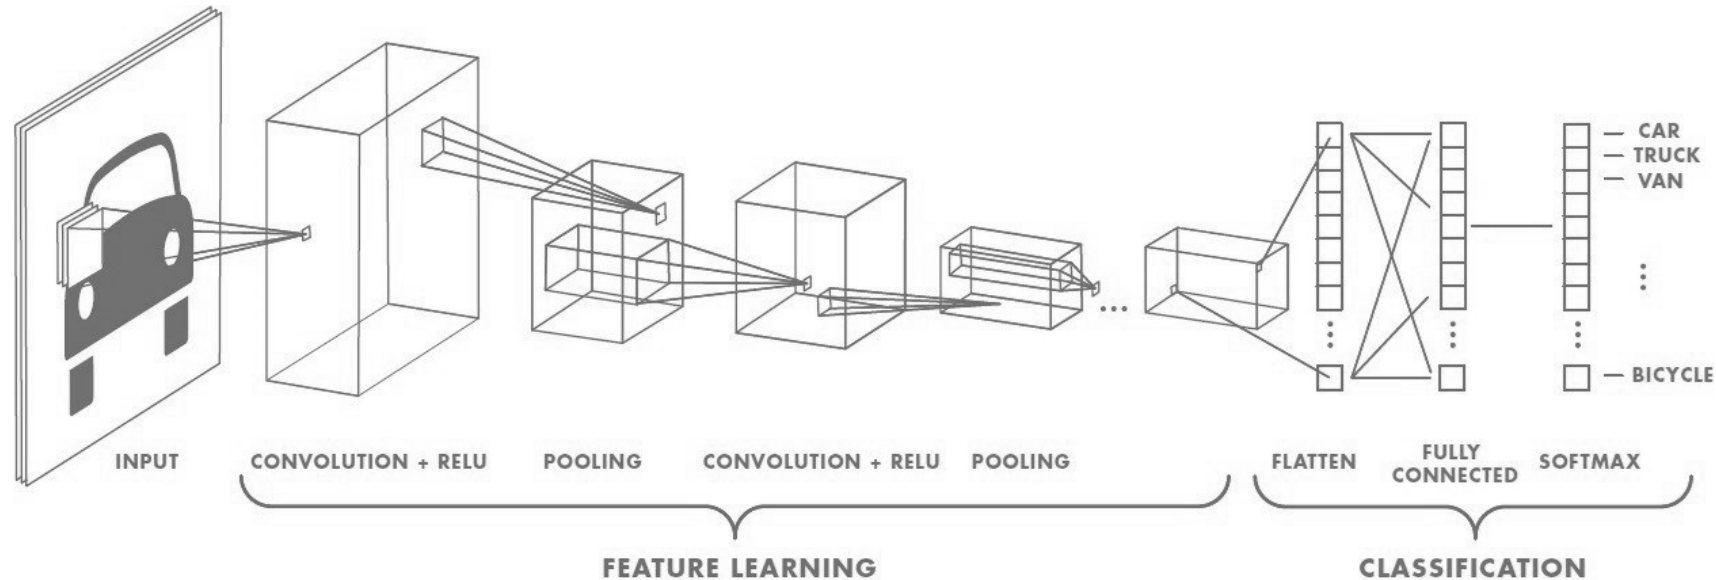 CAR
TRUCK
VAN
BICYCLE
INPUT
CONVOLUTION + RELU
POOLING
CONVOLUTION + RELU
POOLING
FLATTEN
FULLY
CONNECTED
SOFTMAX
FEATURE LEARNING
CLASSIFICATION